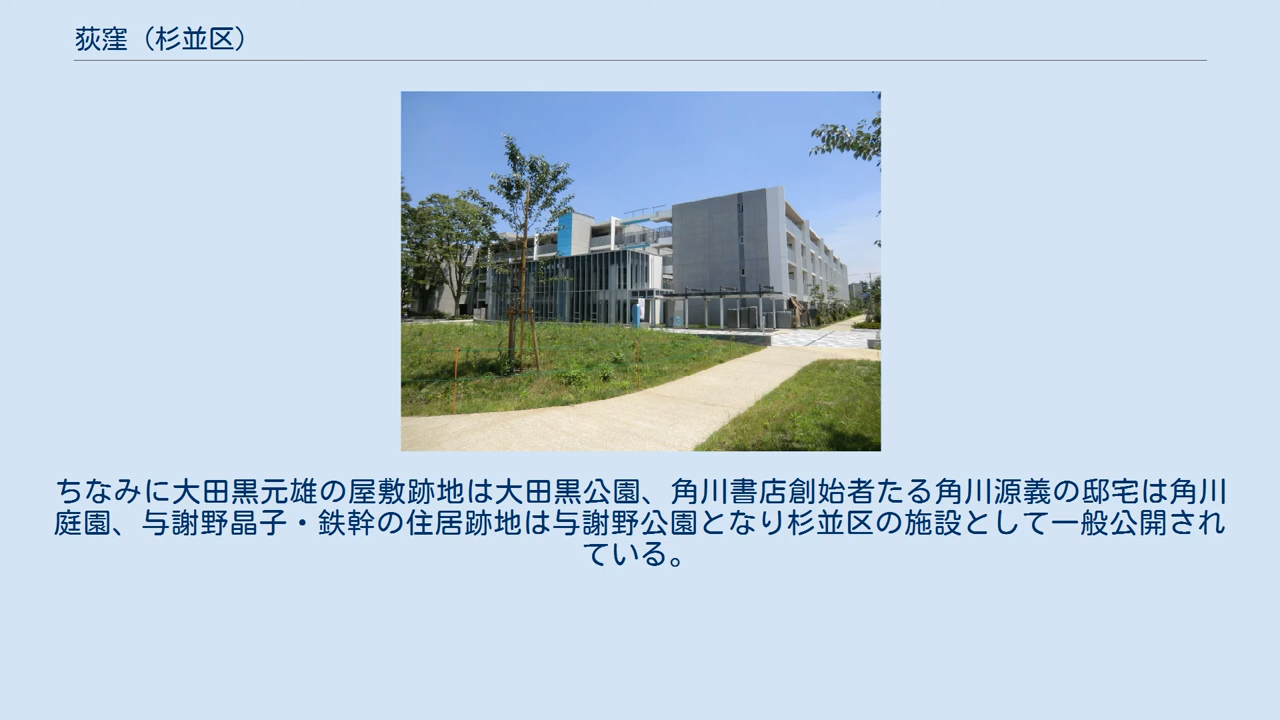 荻窪（杉並区）
ちなみに大田黒元雄の屋敷跡地は大田黒公園、角川書店創始者たる角川源義の邸宅は角川
庭園、与謝野晶子・鉄幹の住居跡地は与謝野公園となり杉並区の施設として一般公開され
ている。